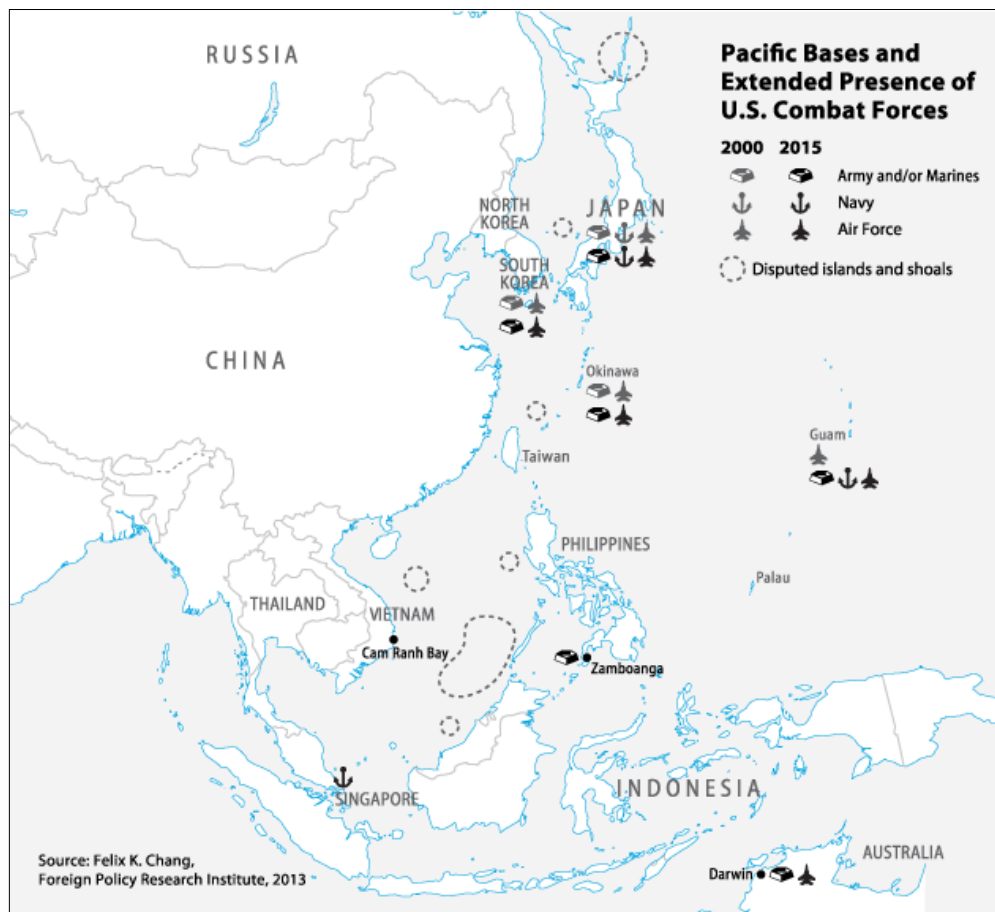 Pacific Bases and
Extended Presence of
U.S. Combat Forces
2000 2015
Army and/or Marines
Navy
Air Force
Disputed islands and shoals
RUSSIA
NORTH
KOREA
JAPAN
SOUTH
KOREA
CHINA
Okinawa
Taiwan
Guam
PHILIPPINES
Palau
THAILAND
VIETNAM
Cam Ranh Bay
Zamboanga
SINGAPORE
INDONESIA
AUSTRALIA
Darwin
Source: Felix K. Chang,
Foreign Policy Research Institute, 2013